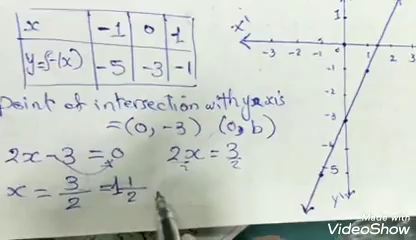 x | -1 | 0 | 1
y=f(x) | -5 | -3 | -1
point of intersection with y axis
= (0, -3) (0, b)
2x - 3 = 0 2x/2 = 3/2
x = 3/2 = 1 1/2
1
-x'
-3 -2 -1 1 2 3
-1
-2
-3
-5
y'
Made with
VideoShow